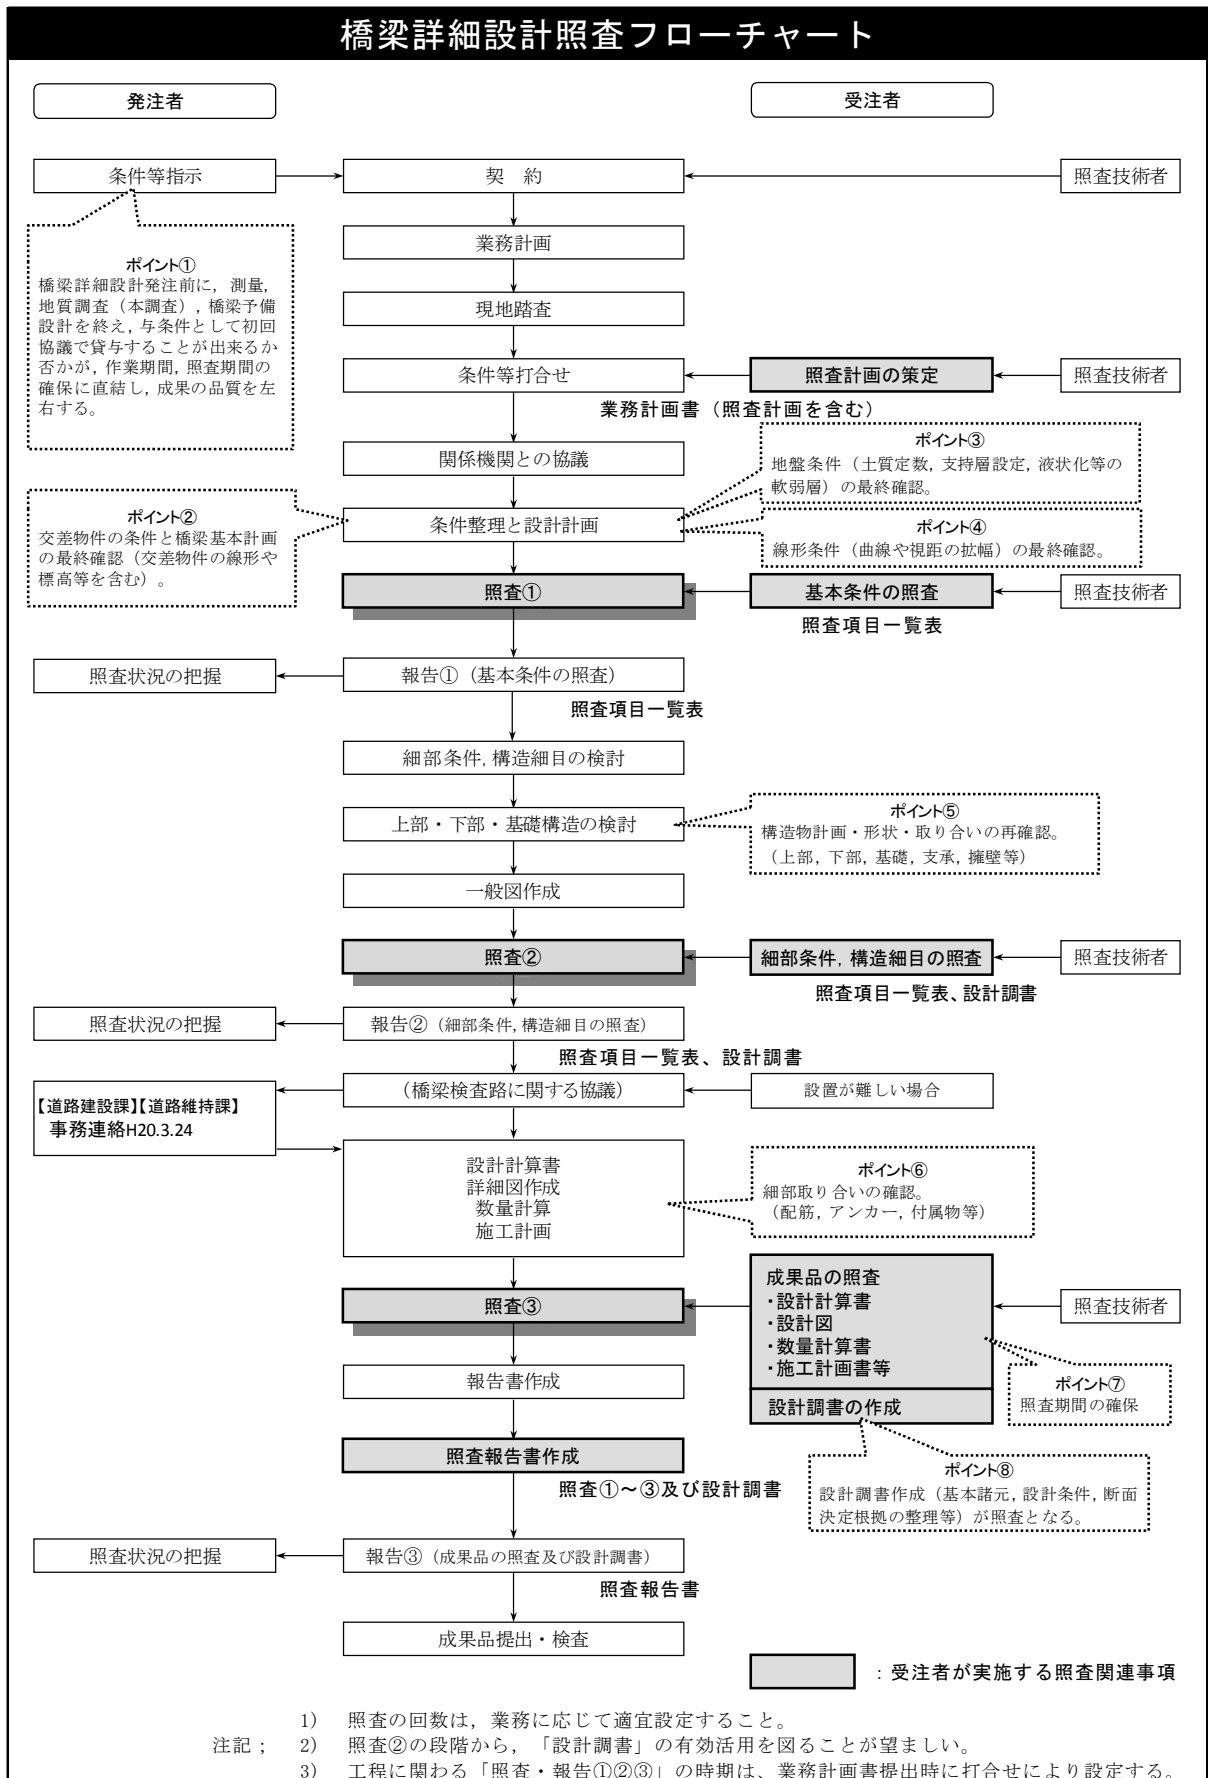 橋梁詳細設計照査フローチャート
発注者
受注者
条件等指示
契　約
照査技術者
業務計画
ポイント①
橋梁詳細設計発注前に，測量，
地質調査（本調査），橋梁予備
設計を終え，与条件として初回
協議で貸与することが出来るか
否かが，作業期間，照査期間の
確保に直結し，成果の品質を左
右する。
現地踏査
条件等打合せ
照査計画の策定
照査技術者
業務計画書（照査計画を含む）
関係機関との協議
ポイント③
地盤条件（土質定数，支持層設定，液状化等の
軟弱層）の最終確認。
ポイント②
交差物件の条件と橋梁基本計画
の最終確認（交差物件の線形や
標高等を含む）。
条件整理と設計計画
ポイント④
線形条件（曲線や視距の拡幅）の最終確認。
照査①
基本条件の照査
照査技術者
照査項目一覧表
照査状況の把握
報告①（基本条件の照査）
照査項目一覧表
細部条件，構造細目の検討
上部・下部・基礎構造の検討
ポイント⑤
構造物計画・形状・取り合いの再確認。
（上部，下部，基礎，支承，擁壁等）
一般図作成
照査②
細部条件，構造細目の照査
照査技術者
照査項目一覧表、設計調書
照査状況の把握
報告②（細部条件，構造細目の照査）
照査項目一覧表、設計調書
（橋梁検査路に関する協議）
設置が難しい場合
【道路建設課】【道路維持課】
事務連絡H20.3.24
設計計算書
詳細図作成
数量計算
施工計画
ポイント⑥
細部取り合いの確認。
（配筋，アンカー，付属物等）
照査③
成果品の照査
・設計計算書
・設計図
・数量計算書
・施工計画書等
設計調書の作成
照査技術者
報告書作成
ポイント⑦
照査期間の確保
照査報告書作成
照査①～③及び設計調書
ポイント⑧
設計調書作成（基本諸元，設計条件，断面
決定根拠の整理等）が照査となる。
照査状況の把握
報告③（成果品の照査及び設計調書）
照査報告書
成果品提出・検査
：受注者が実施する照査関連事項
1)　照査の回数は，業務に応じて適宜設定すること。
注記； 2)　照査②の段階から，「設計調書」の有効活用を図ることが望ましい。
3)　工程に関わる「照査・報告①②③」の時期は、業務計画書提出時に打合せにより設定する。